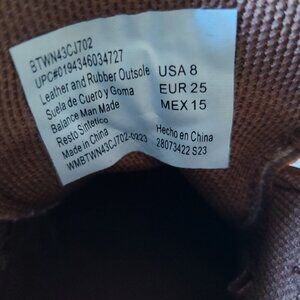 BTWN43CJ702
UPC#0194346034727
Leather and Rubber Outsole
Suela de Cuero y Goma
Balance Man Made
Resto Sintetico
Made in China
WMBTWN43CJ702-0223
USA 8
EUR 25
MEX 15
Hecho en China
28073422 S23